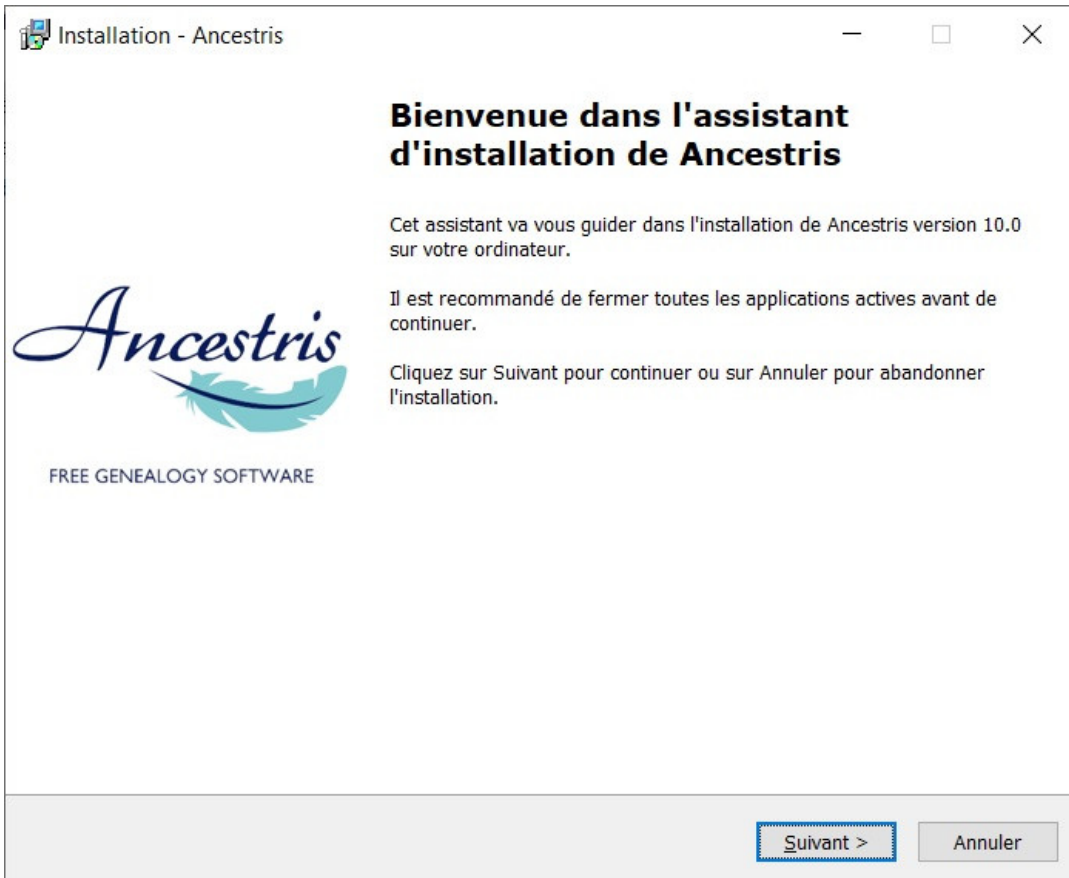 Installation - Ancestris
Bienvenue dans l'assistant
d'installation de Ancestris
Cet assistant va vous guider dans l'installation de Ancestris version 10.0
sur votre ordinateur.
Il est recommandé de fermer toutes les applications actives avant de
continuer.
Cliquez sur Suivant pour continuer ou sur Annuler pour abandonner
l'installation.
Ancestris
FREE GENEALOGY SOFTWARE
Suivant >
Annuler